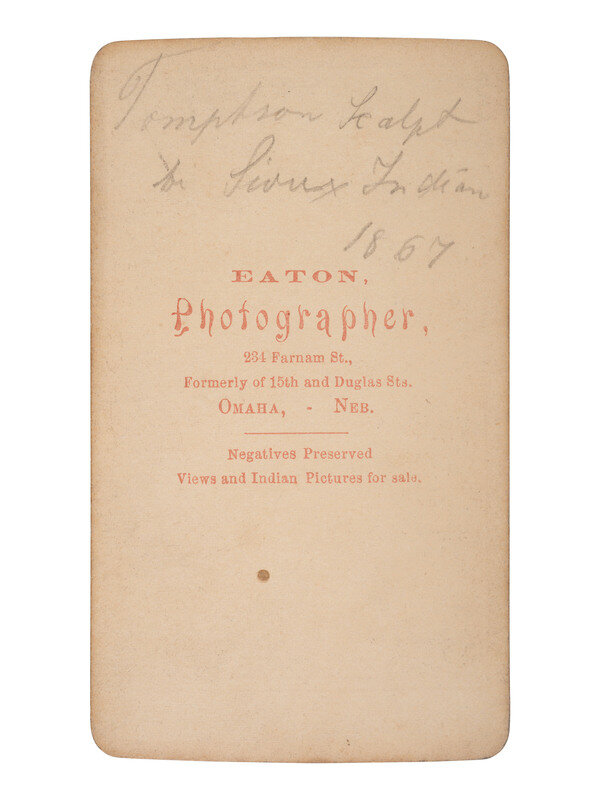 Tompkson Scalpt
by Sioux Indian
1867
EATON,
Photographer,
234 Farnam St.,
Formerly of 15th and Duglas Sts.
OMAHA, - NEB.
Negatives Preserved
Views and Indian Pictures for sale.